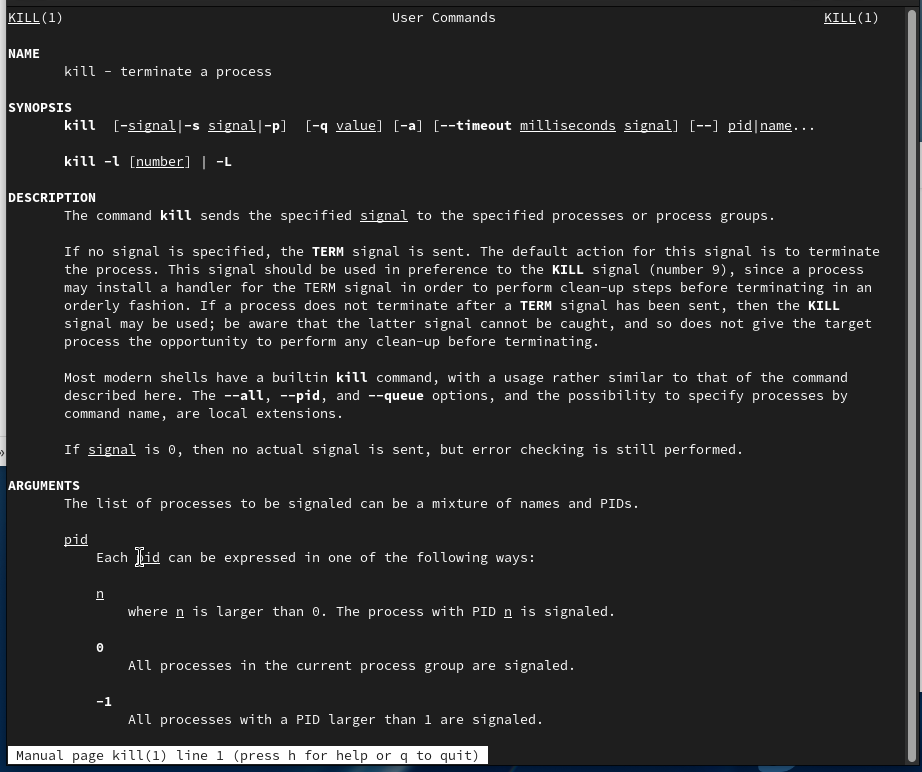 KILL(1) User Commands KILL(1)
NAME
kill - terminate a process
SYNOPSIS
kill [-signal|-s signal|-p] [-q value] [-a] [--timeout milliseconds signal] [--] pid|name...
kill -l [number] | -L
DESCRIPTION
The command kill sends the specified signal to the specified processes or process groups.
If no signal is specified, the TERM signal is sent. The default action for this signal is to terminate
the process. This signal should be used in preference to the KILL signal (number 9), since a process
may install a handler for the TERM signal in order to perform clean-up steps before terminating in an
orderly fashion. If a process does not terminate after a TERM signal has been sent, then the KILL
signal may be used; be aware that the latter signal cannot be caught, and so does not give the target
process the opportunity to perform any clean-up before terminating.
Most modern shells have a builtin kill command, with a usage rather similar to that of the command
described here. The --all, --pid, and --queue options, and the possibility to specify processes by
command name, are local extensions.
If signal is 0, then no actual signal is sent, but error checking is still performed.
ARGUMENTS
The list of processes to be signaled can be a mixture of names and PIDs.
pid
Each pid can be expressed in one of the following ways:
n
where n is larger than 0. The process with PID n is signaled.
0
All processes in the current process group are signaled.
-1
All processes with a PID larger than 1 are signaled.
Manual page kill(1) line 1 (press h for help or q to quit)